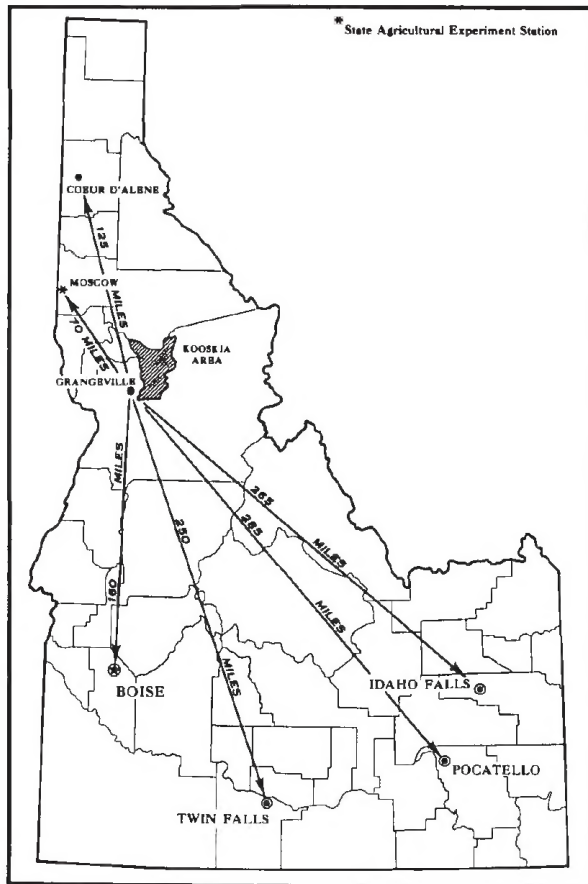 *State Agricultural Experiment Station
COEUR D'ALENE
125 MILES
MOSCOW
70 MILES
KOOSKIA
AREA
GRANGEVILLE
160 MILES
250 MILES
285 MILES
265 MILES
BOISE
IDAHO FALLS
POCATELLO
TWIN FALLS